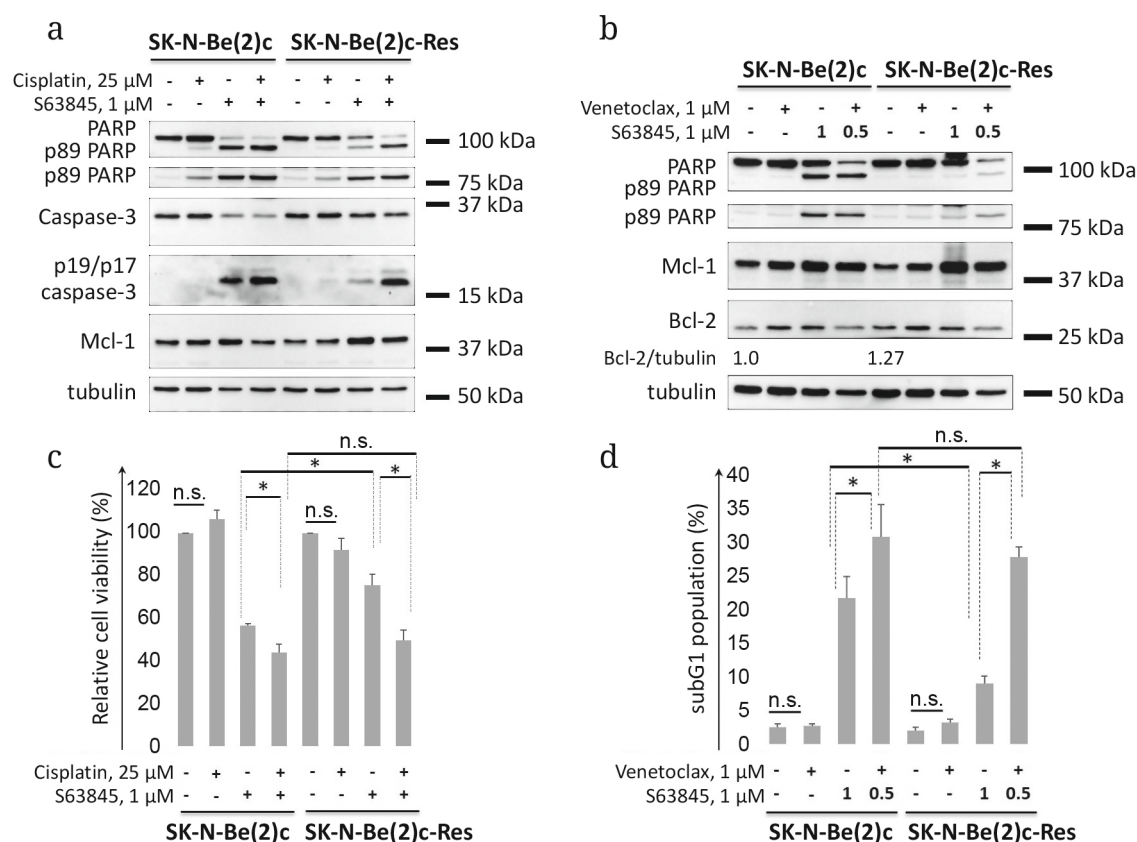 a
SK-N-Be(2)c SK-N-Be(2)c-Res
Cisplatin, 25 µM - + - + - + - +
S63845, 1 µM - - + + - - + +
PARP
p89 PARP
100 kDa
p89 PARP
75 kDa
37 kDa
Caspase-3
p19/p17
caspase-3
15 kDa
Mcl-1
37 kDa
tubulin
50 kDa
b
SK-N-Be(2)c SK-N-Be(2)c-Res
Venetoclax, 1 µM - + - + - + - +
S63845, 1 µM - - 1 0.5 - - 1 0.5
PARP
p89 PARP
100 kDa
p89 PARP
75 kDa
Mcl-1
37 kDa
Bcl-2
25 kDa
Bcl-2/tubulin 1.0 1.27
tubulin
50 kDa
c
Relative cell viability (%)
120
100
80
60
40
20
0
n.s.
*
*
n.s.
n.s.
*
Cisplatin, 25 µM - + - + - + - +
S63845, 1 µM - - + + - - + +
SK-N-Be(2)c SK-N-Be(2)c-Res
d
subG1 population (%)
40
35
30
25
20
15
10
5
0
n.s.
*
*
n.s.
n.s.
*
Venetoclax, 1 µM - + - + - + - +
S63845, 1 µM - - 1 0.5 - - 1 0.5
SK-N-Be(2)c SK-N-Be(2)c-Res